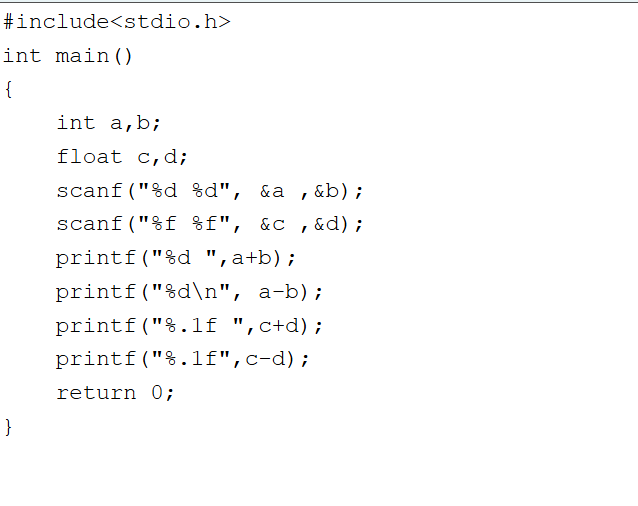 #include<stdio.h>
int main()
{
    int a,b;
    float c,d;
    scanf("%d %d", &a ,&b);
    scanf("%f %f", &c ,&d);
    printf("%d ",a+b);
    printf("%d\n", a-b);
    printf("%.1f ",c+d);
    printf("%.1f",c-d);
    return 0;
}